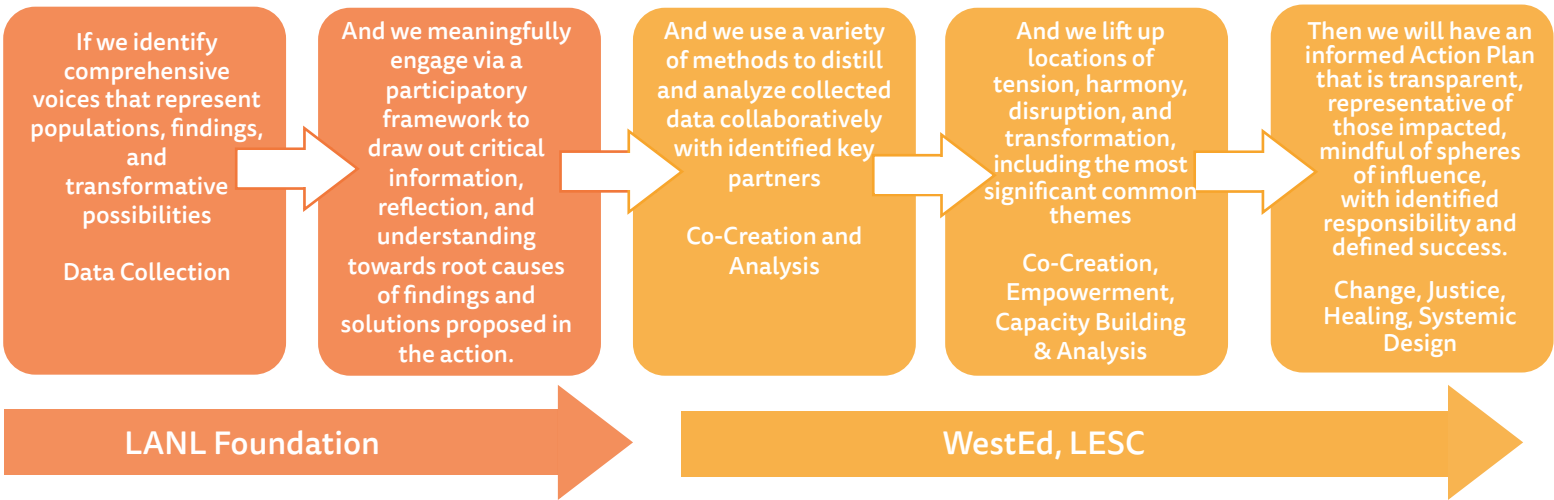 If we identify
comprehensive
voices that represent
populations, findings,
and
transformative
possibilities
Data Collection
And we meaningfully
engage via a
participatory
framework to
draw out critical
information,
reflection, and
understanding
towards root causes
of findings and
solutions proposed in
the action.
And we use a variety
of methods to distill
and analyze collected
data collaboratively
with identified key
partners
Co-Creation and
Analysis
And we lift up
locations of
tension, harmony,
disruption, and
transformation,
including the most
significant common
themes
Co-Creation,
Empowerment,
Capacity Building
& Analysis
Then we will have an
informed Action Plan
that is transparent,
representative of
those impacted,
mindful of spheres
of influence,
with identified
responsibility and
defined success.
Change, Justice,
Healing, Systemic
Design
LANL Foundation
WestEd, LESC